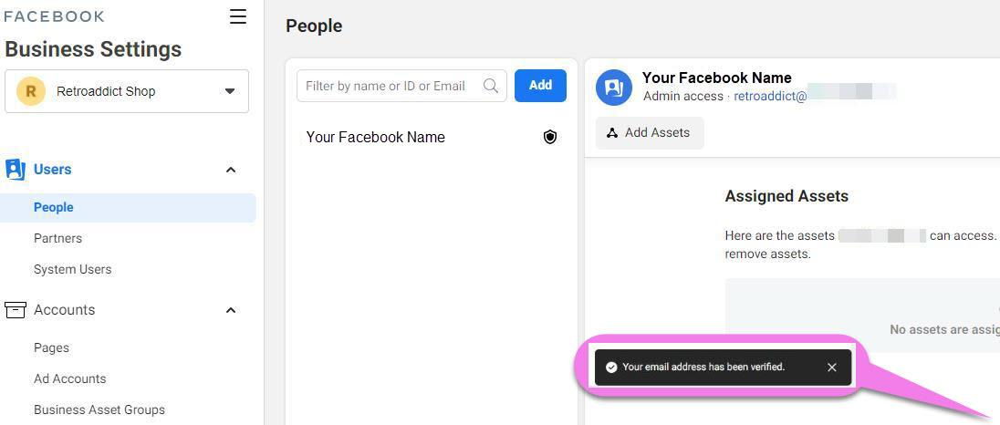 FACEBOOK
Business Settings
R
Retroaddict Shop
Users
People
Partners
System Users
Accounts
Pages
Ad Accounts
Business Asset Groups
People
Filter by name or ID or Email
Add
Your Facebook Name
Your Facebook Name
Admin access · retroaddict@
Add Assets
Assigned Assets
Here are the assets can access.
remove assets.
No assets are assig
Your email address has been verified.